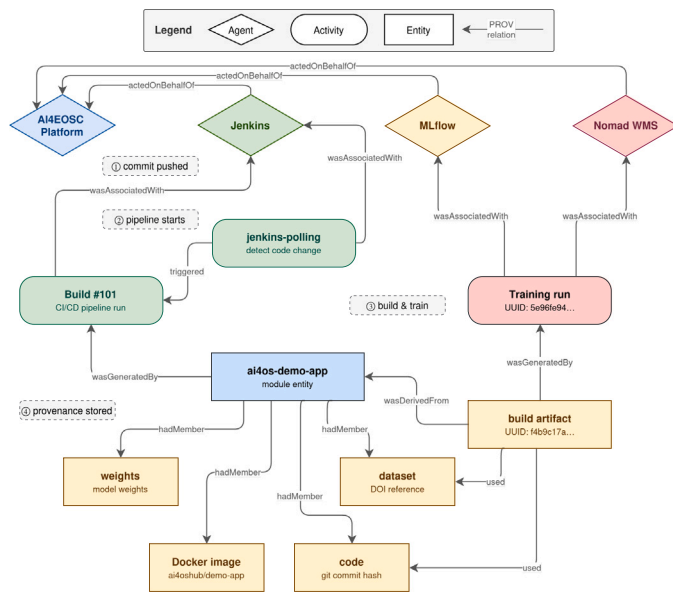 Legend
Agent
Activity
Entity
PROV
relation
actedOnBehalfOf
actedOnBehalfOf
actedOnBehalfOf
AI4EOSC
Platform
Jenkins
MLflow
Nomad WMS
① commit pushed
wasAssociatedWith
wasAssociatedWith
② pipeline starts
wasAssociatedWith
wasAssociatedWith
jenkins-polling
detect code change
triggered
Build #101
CI/CD pipeline run
③ build & train
Training run
UUID: 5e96fe94...
wasGeneratedBy
ai4os-demo-app
module entity
wasGeneratedBy
wasDerivedFrom
④ provenance stored
build artifact
UUID: f4b9c17a...
hadMember
hadMember
weights
model weights
hadMember
dataset
DOI reference
used
hadMember
Docker image
ai4oshub/demo-app
code
git commit hash
used